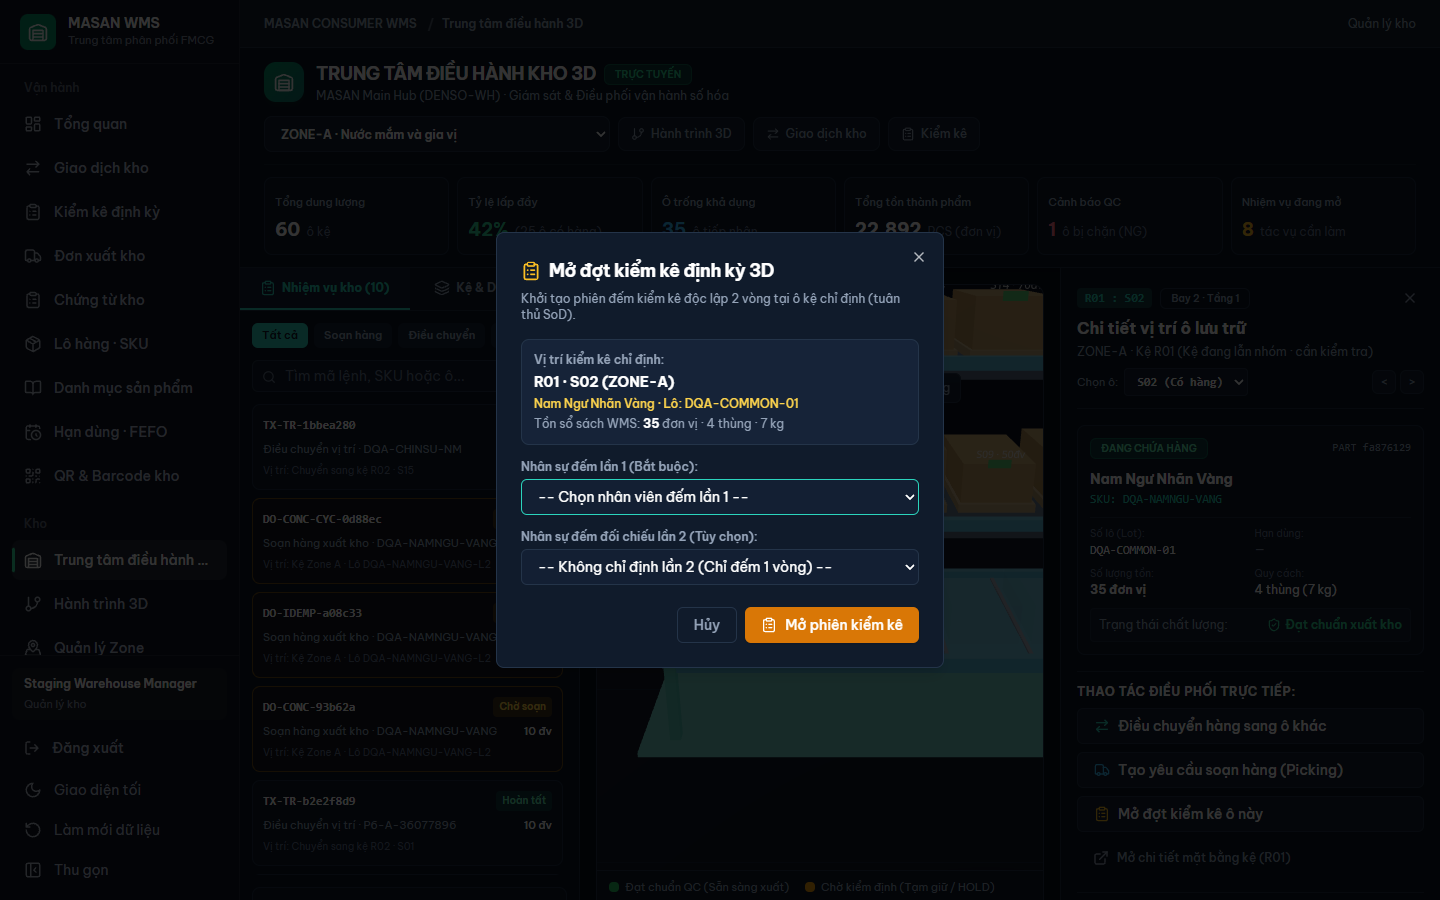 MASAN WMS
Trung tâm phân phối FMCG
Vận hành
Tổng quan
Giao dịch kho
Kiểm kê định kỳ
Đơn xuất kho
Chứng từ kho
Lô hàng · SKU
Danh mục sản phẩm
Hạn dùng · FEFO
QR & Barcode kho
Kho
Trung tâm điều hành ...
Hành trình 3D
Quản lý Zone
Staging Warehouse Manager
Quản lý kho
Đăng xuất
Giao diện tối
Làm mới dữ liệu
Thu gọn
MASAN CONSUMER WMS / Trung tâm điều hành 3D
Quản lý kho
TRUNG TÂM ĐIỀU HÀNH KHO 3D
TRỰC TUYẾN
MASAN Main Hub (DENSO-WH) · Giám sát & Điều phối vận hành số hóa
ZONE-A · Nước mắm và gia vị
Hành trình 3D
Giao dịch kho
Kiểm kê
Tổng dung lượng
60 ô kệ
Tỷ lệ lấp đầy
42% (25 ô có hàng)
Ô trống khả dụng
35 ô tiếp nhận
Tổng tồn thành phẩm
22.892 PCS (đơn vị)
Cảnh báo QC
1 ô bị chặn (NG)
Nhiệm vụ đang mở
8 tác vụ cần làm
Nhiệm vụ kho (10)
Kệ & D
Tất cả
Soạn hàng
Điều chuyển
Tìm mã lệnh, SKU hoặc ô...
TX-TR-1bbea280
Điều chuyển vị trí · DQA-CHINSU-NM
Vị trí: Chuyển sang kệ R02 · S15
DO-CONC-CYC-0d88ec
Soạn hàng xuất kho · DQA-NAMNGU-VANG
Vị trí: Kệ Zone A · Lô DQA-NAMNGU-VANG-L2
DO-IDEMP-a08c33
Soạn hàng xuất kho · DQA-NAMNGU-VANG
Vị trí: Kệ Zone A · Lô DQA-NAMNGU-VANG-L2
DO-CONC-93b62a
Chờ soạn
Soạn hàng xuất kho · DQA-NAMNGU-VANG
10 đv
Vị trí: Kệ Zone A · Lô DQA-NAMNGU-VANG-L2
TX-TR-b2e2f8d9
Hoàn tất
Điều chuyển vị trí · P6-A-36077896
10 đv
Vị trí: Chuyển sang kệ R02 · S01
Mở đợt kiểm kê định kỳ 3D
Khởi tạo phiên đếm kiểm kê độc lập 2 vòng tại ô kệ chỉ định (tuân
thủ SoD).
Vị trí kiểm kê chỉ định:
R01 · S02 (ZONE-A)
Nam Ngư Nhãn Vàng · Lô: DQA-COMMON-01
Tồn sổ sách WMS: 35 đơn vị · 4 thùng · 7 kg
Nhân sự đếm lần 1 (Bắt buộc):
-- Chọn nhân viên đếm lần 1 --
Nhân sự đếm đối chiếu lần 2 (Tùy chọn):
-- Không chỉ định lần 2 (Chỉ đếm 1 vòng) --
Hủy
Mở phiên kiểm kê
Đạt chuẩn QC (Sẵn sàng xuất)
Chờ kiểm định (Tạm giữ / HOLD)
R01 : S02
Bay 2 · Tầng 1
Chi tiết vị trí ô lưu trữ
ZONE-A · Kệ R01 (Kệ đang lẫn nhóm · cần kiểm tra)
Chọn ô:
S02 (Có hàng)
<
>
ĐANG CHỨA HÀNG
PART fa876129
Nam Ngư Nhãn Vàng
SKU: DQA-NAMNGU-VANG
Số lô (Lot):
Hạn dùng:
DQA-COMMON-01
—
Số lượng tồn:
Quy cách:
35 đơn vị
4 thùng (7 kg)
Trạng thái chất lượng:
Đạt chuẩn xuất kho
THAO TÁC ĐIỀU PHỐI TRỰC TIẾP:
Điều chuyển hàng sang ô khác
Tạo yêu cầu soạn hàng (Picking)
Mở đợt kiểm kê ô này
Mở chi tiết mặt bằng kệ (R01)